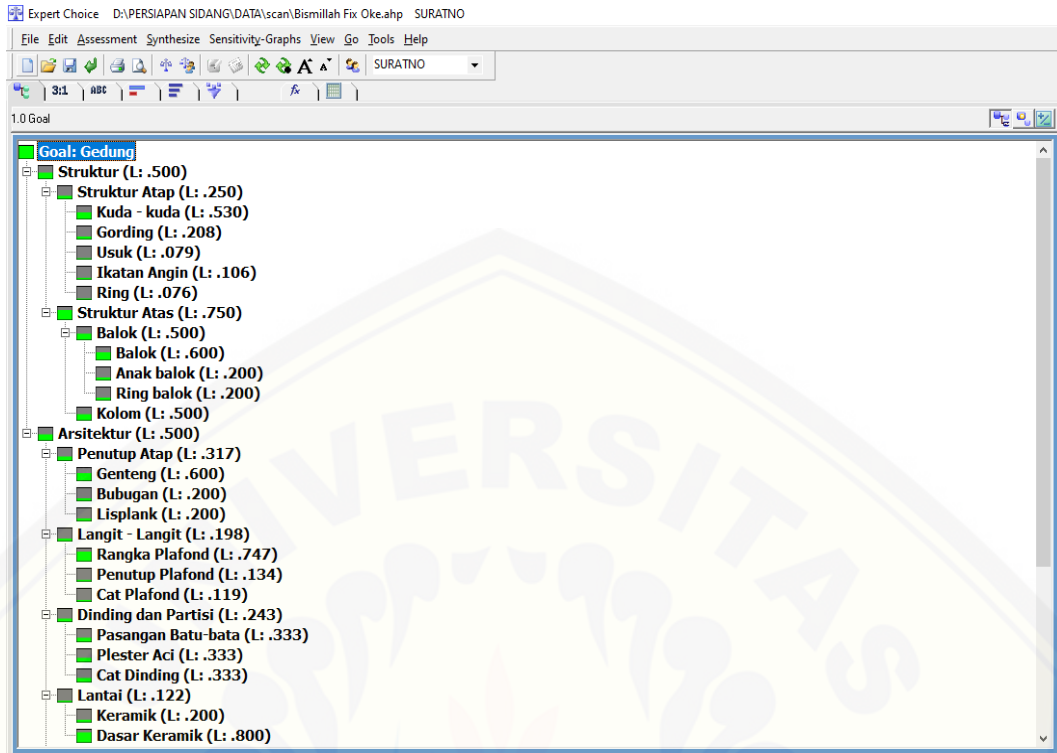 Expert Choice D:\PERSIAPAN SIDANG\DATA\scan\Bismillah Fix Oke.ahp SURATNO
File Edit Assessment Synthesize Sensitivity-Graphs View Go Tools Help
A A SURATNO
3:1 ABC fx
1.0 Goal
Goal: Gedung
Struktur (L: .500)
Struktur Atap (L: .250)
Kuda - kuda (L: .530)
Gording (L: .208)
Usuk (L: .079)
Ikatan Angin (L: .106)
Ring (L: .076)
Struktur Atas (L: .750)
Balok (L: .500)
Balok (L: .600)
Anak balok (L: .200)
Ring balok (L: .200)
Kolom (L: .500)
Arsitektur (L: .500)
Penutup Atap (L: .317)
Genteng (L: .600)
Bubugan (L: .200)
Lisplank (L: .200)
Langit - Langit (L: .198)
Rangka Plafond (L: .747)
Penutup Plafond (L: .134)
Cat Plafond (L: .119)
Dinding dan Partisi (L: .243)
Pasangan Batu-bata (L: .333)
Plester Aci (L: .333)
Cat Dinding (L: .333)
Lantai (L: .122)
Keramik (L: .200)
Dasar Keramik (L: .800)
IVERSITAS